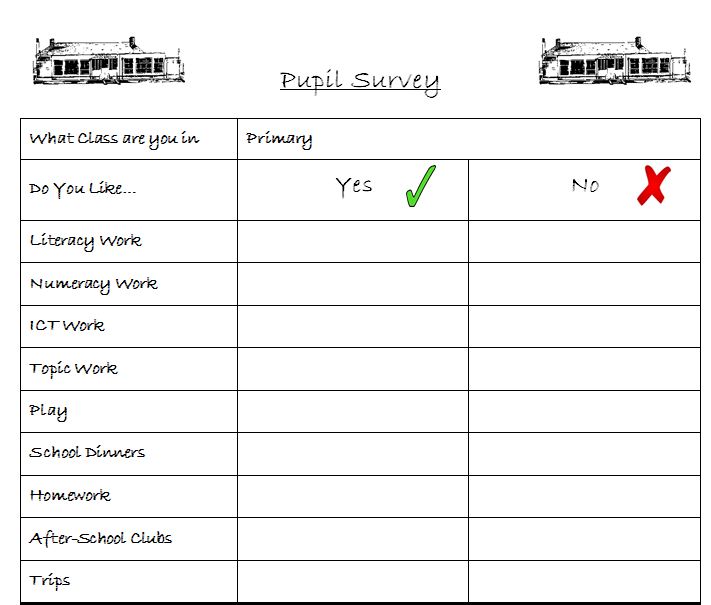 Pupil Survey
What Class are you in
Primary
Do You Like...
Yes
No
Literacy Work
Numeracy Work
ICT Work
Topic Work
Play
School Dinners
Homework
After-School Clubs
Trips